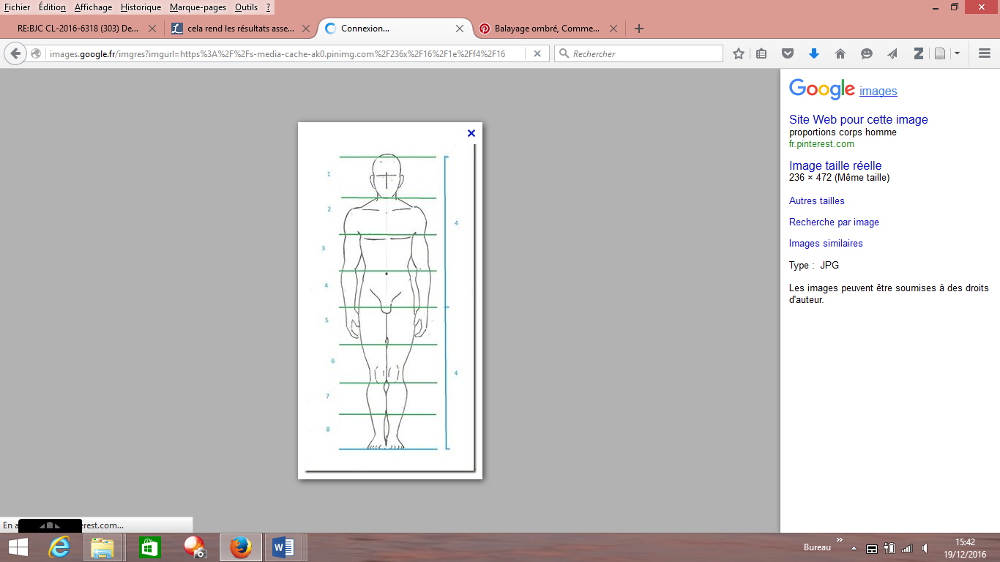 Fichier Édition Affichage Historique Marque-pages Outils ?
RE:BJC CL-2016-6318 (303) De...
cela rend les résultats asse...
Connexion...
Balayage ombré, Comme...
images.google.fr/imgres?imgurl=https%3A%2F%2Fs-media-cache-ak0.pinimg.com%2F236x%2F16%2F1e%2Ff4%2F16
Rechercher
Google images
Site Web pour cette image
proportions corps homme
fr.pinterest.com
Image taille réelle
236 × 472 (Même taille)
Autres tailles
Recherche par image
Images similaires
Type : JPG
Les images peuvent être soumises à des droits
d'auteur.
1
2
4
3
4
5
6
4
7
8
En a
erest.com...
Bureau
15:42
19/12/2016